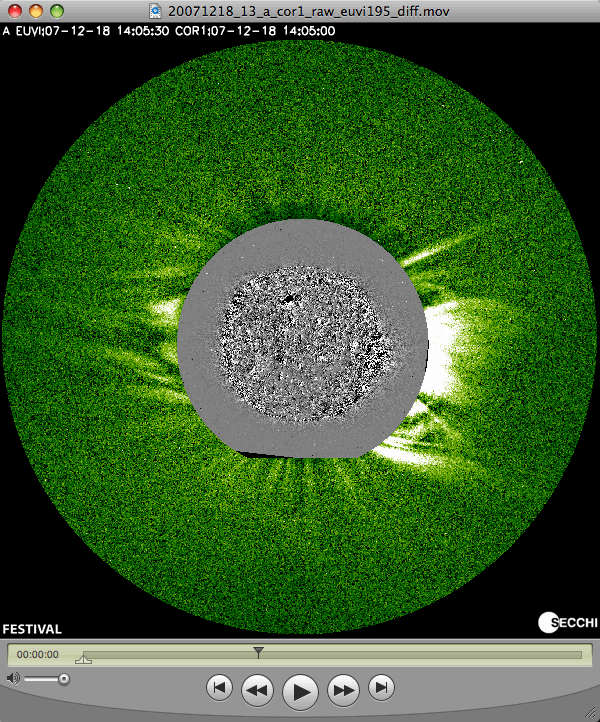 20071218_13_a_cor1_raw_euvi195_diff.mov
A EUVI:07-12-18 14:05:30 COR1:07-12-18 14:05:00
FESTIVAL
SECCHI
00:00:00